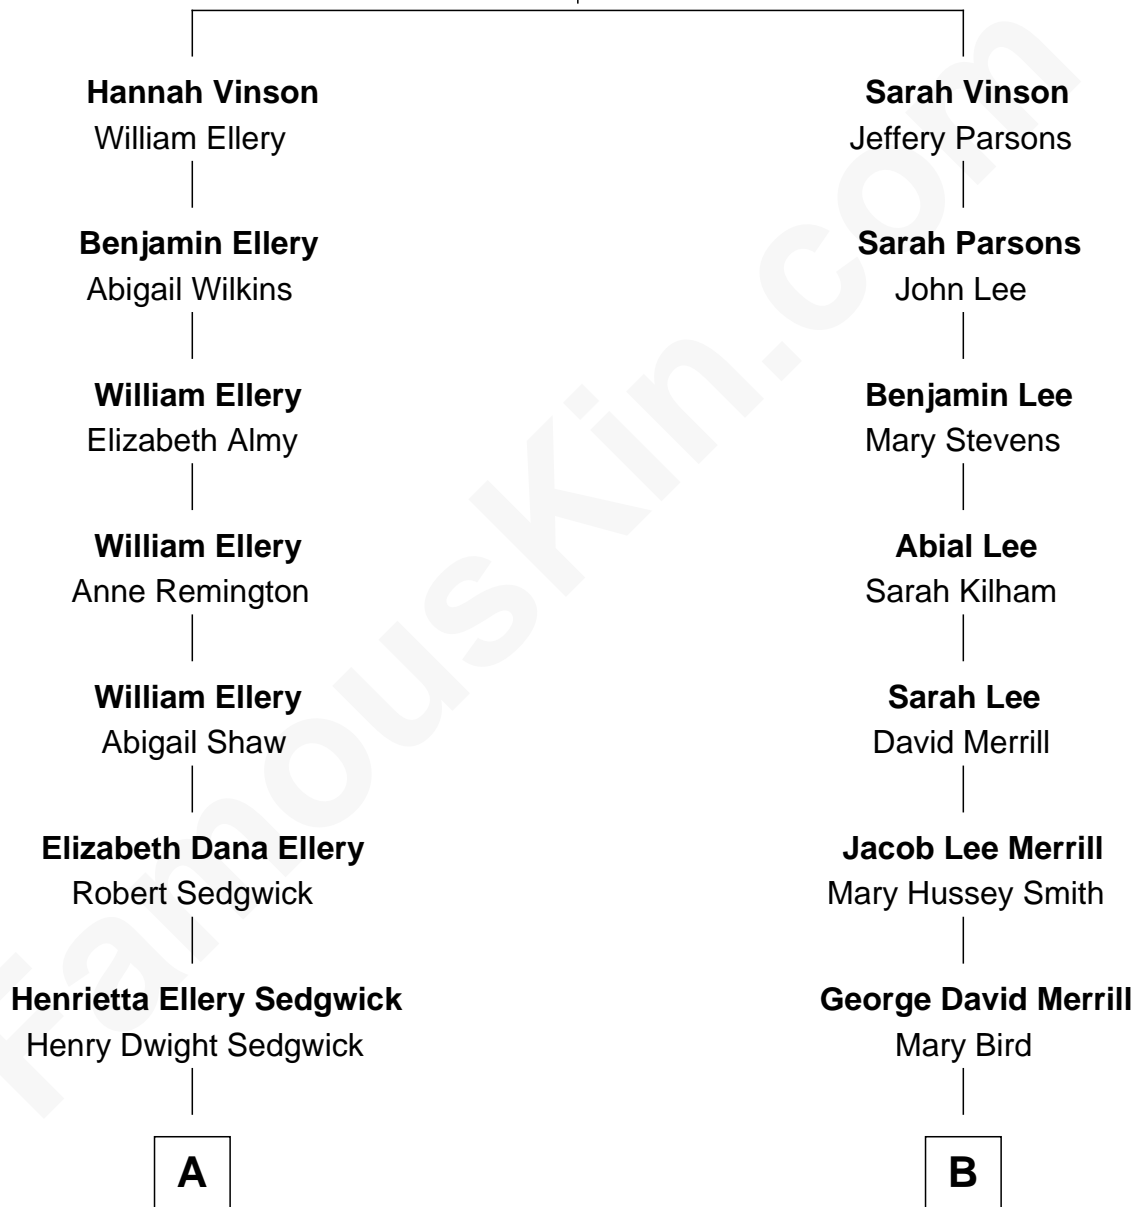 Hannah Vinson
William Ellery
Sarah Vinson
Jeffery Parsons
Benjamin Ellery
Abigail Wilkins
Sarah Parsons
John Lee
William Ellery
Elizabeth Almy
Benjamin Lee
Mary Stevens
William Ellery
Anne Remington
Abial Lee
Sarah Kilham
William Ellery
Abigail Shaw
Sarah Lee
David Merrill
Elizabeth Dana Ellery
Robert Sedgwick
Jacob Lee Merrill
Mary Hussey Smith
Henrietta Ellery Sedgwick
Henry Dwight Sedgwick
George David Merrill
Mary Bird
A
B
FamousKin.com